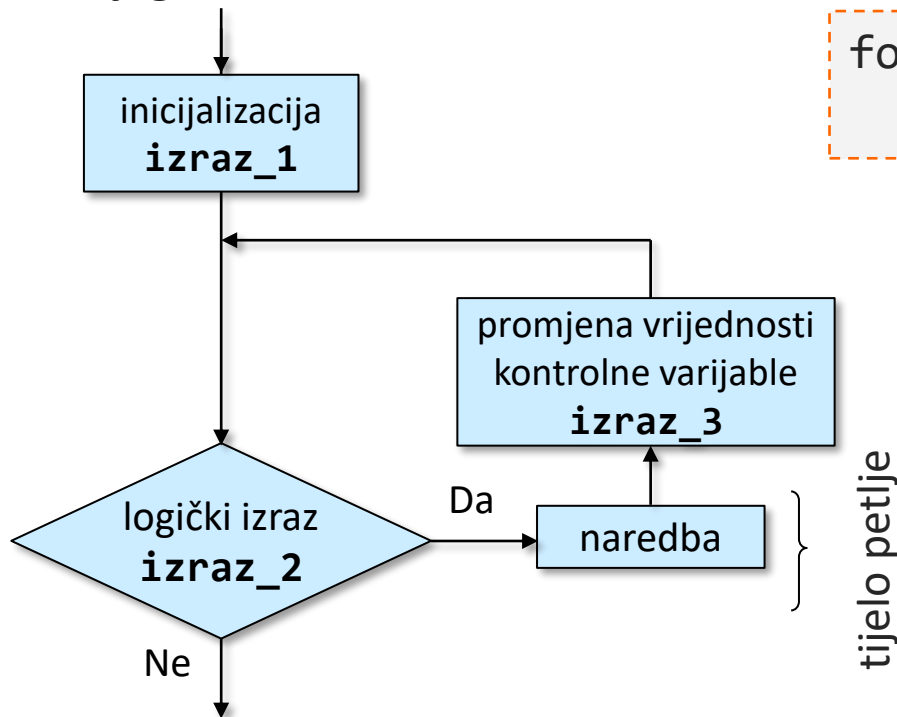 fo
inicijalizacija
izraz_1
promjena vrijednosti
kontrolne varijable
izraz_3
logički izraz
izraz_2
Da
naredba
tijelo petlje
Ne